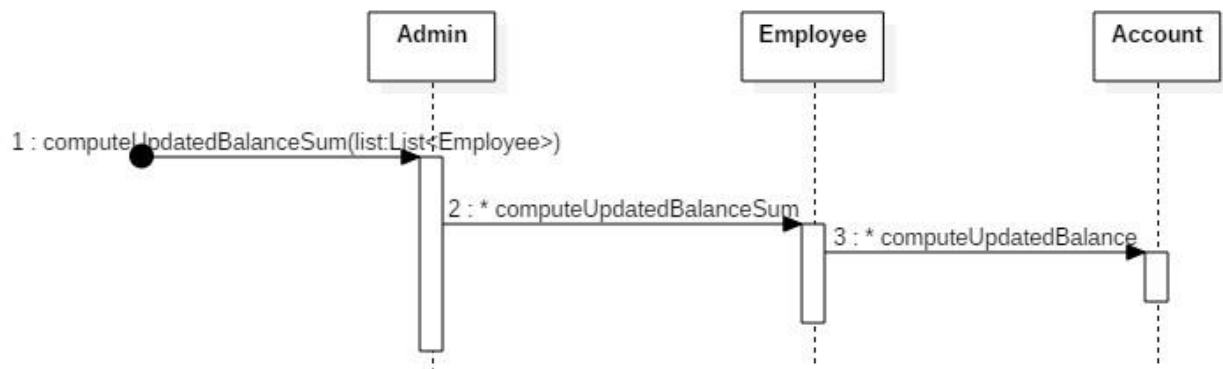 Admin
Employee
Account
1 : computeUpdatedBalanceSum(list:List<Employee>)
2 : * computeUpdatedBalanceSum
3 : * computeUpdatedBalance